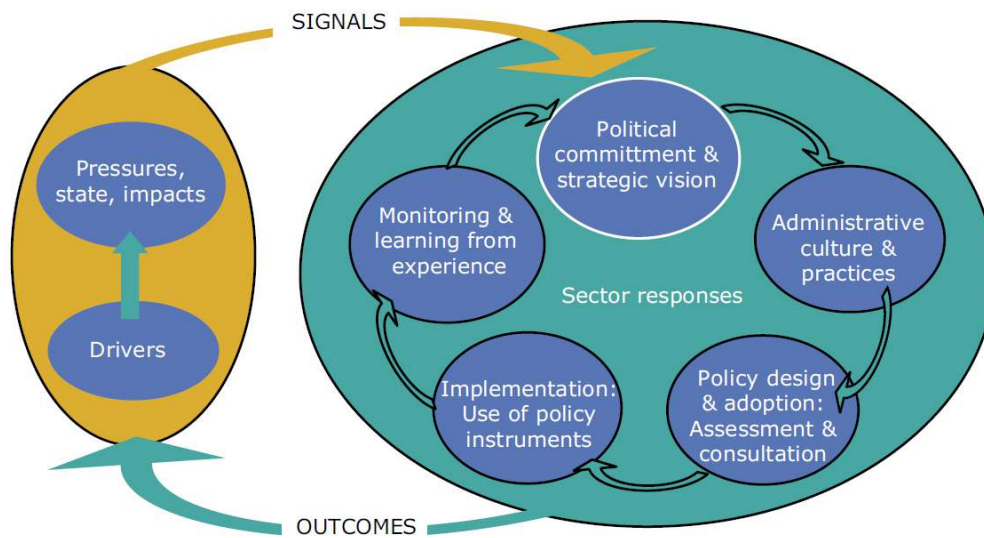 SIGNALS
Pressures,
state, impacts
Drivers
Political
committment &
strategic vision
Administrative
culture &
practices
Policy design
& adoption:
Assessment &
consultation
Implementation:
Use of policy
instruments
Monitoring &
learning from
experience
Sector responses
OUTCOMES